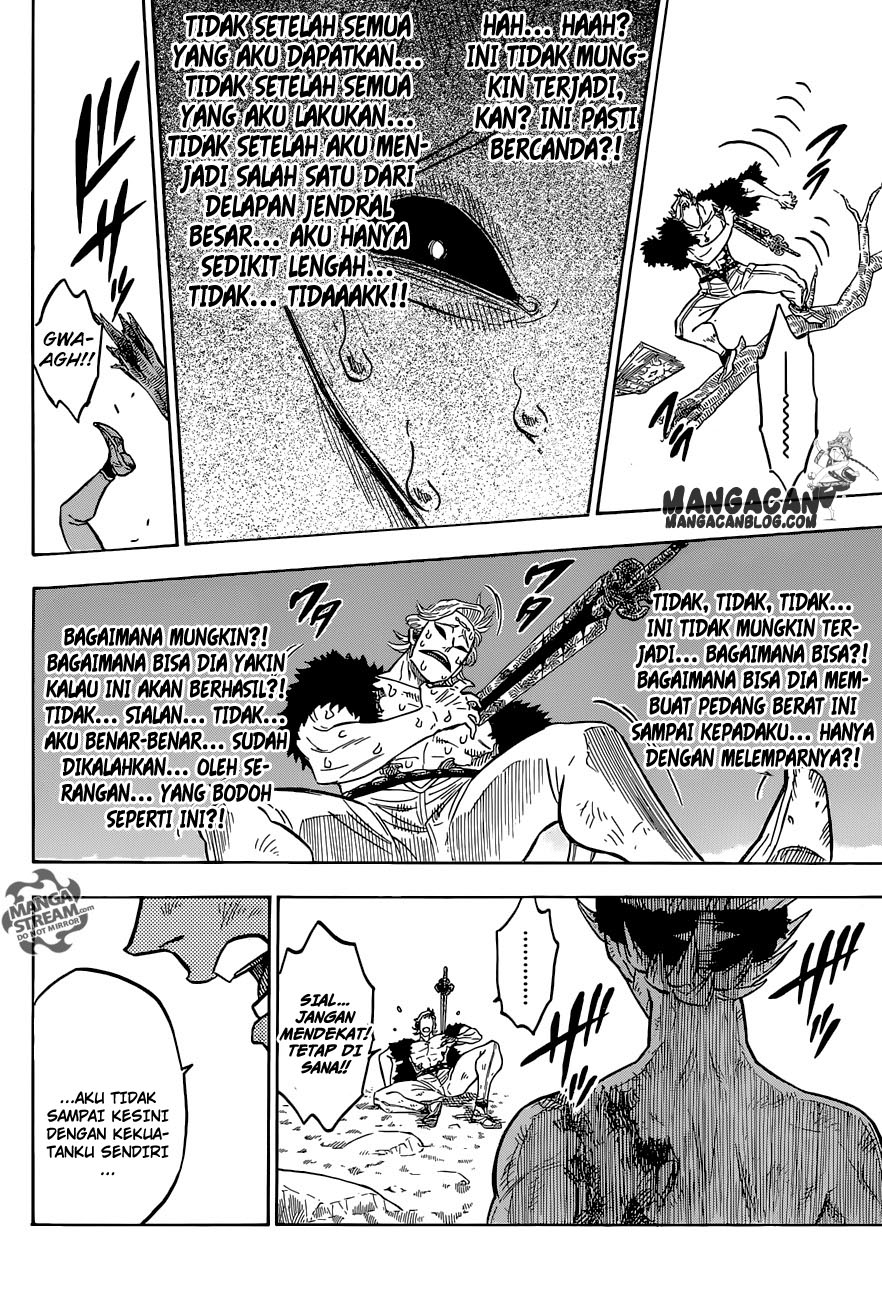 HAH... HAAH?
INI TIDAK MUNG-
KIN TERJADI,
KAN? INI PASTI
BERCANDA?!
TIDAK SETELAH SEMUA
YANG AKU DAPATKAN...
TIDAK SETELAH SEMUA
YANG AKU LAKUKAN...
TIDAK SETELAH AKU MEN-
JADI SALAH SATU DARI
DELAPAN JENDRAL
BESAR... AKU HANYA
SEDIKIT LENGAH...
TIDAK... TIDAAAKK!!
GWA-
AGH!!
MANGACAN
MANGACANBLOG.COM
TIDAK, TIDAK, TIDAK...
INI TIDAK MUNGKIN TER-
JADI... BAGAIMANA BISA?!
BAGAIMANA BISA DIA MEM-
BUAT PEDANG BERAT INI
SAMPAI KEPADAKU... HANYA
DENGAN MELEMPARNYA?!
ワタ
ワタ
BAGAIMANA MUNGKIN?!
BAGAIMANA BISA DIA YAKIN
KALAU INI AKAN BERHASIL?!
TIDAK... SIALAN... TIDAK...
AKU BENAR-BENAR... SUDAH
DIKALAHKAN... OLEH SE-
RANGAN... YANG BODOH
SEPERTI INI?!
..........
SIAL...
JANGAN
MENDEKAT!
TETAP DI
SANA!!
MANGA
STREAM.com
DO NOT MIRROR
...AKU TIDAK
SAMPAI KESINI
DENGAN KEKUA-
TANKU SENDIRI
...